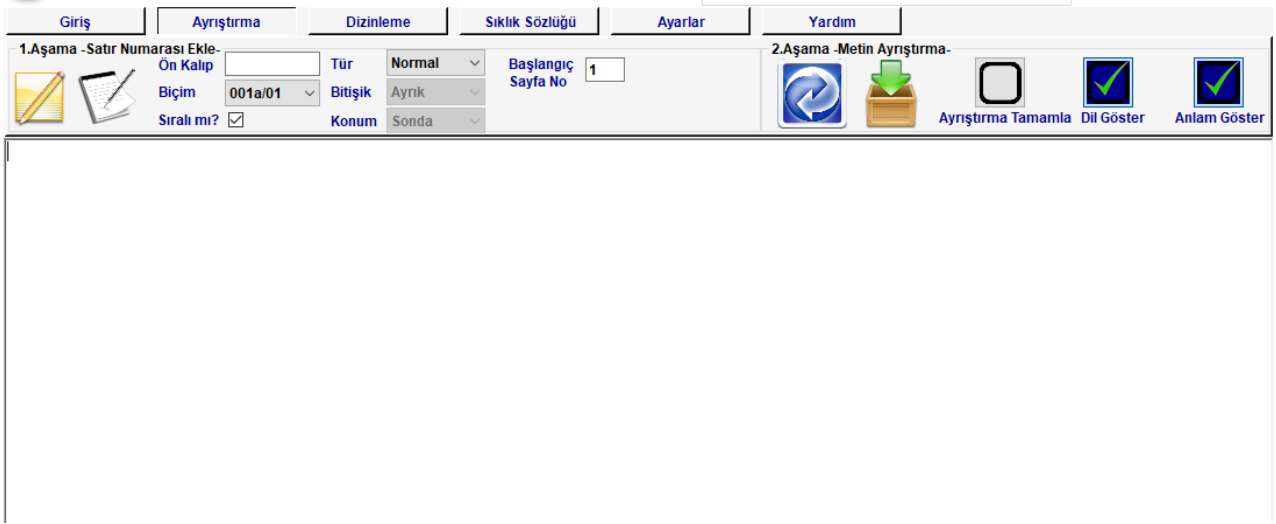 Giriş Ayrıştırma Dizinleme Sıklık Sözlüğü Ayarlar Yardım
1.Aşama -Satır Numarası Ekle-
Ön Kalıp
Biçim 001a/01
Sıralı mı?
Tür Normal
Bitişik Ayrık
Konum Sonda
Başlangıç
Sayfa No 1
2.Aşama -Metin Ayrıştırma-
Ayrıştırma Tamamla Dil Göster Anlam Göster